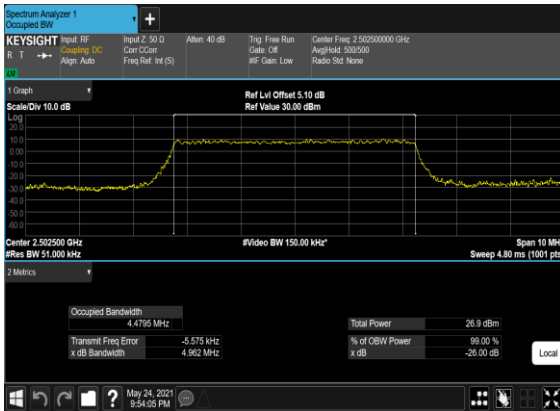 Spectrum Analyzer 1
Occupied BW
+
KEYSIGHT
R T
LXI
Input: RF
Coupling: DC
Align: Auto
Input Z: 50 Ω
Corr CCorr
Freq Ref: Int (S)
Atten: 40 dB
Trig: Free Run
Gate: Off
#IF Gain: Low
Center Freq: 2.502500000 GHz
Avg|Hold: 500/500
Radio Std: None
1 Graph
Scale/Div 10.0 dB
Ref Lvl Offset 5.10 dB
Ref Value 30.00 dBm
Log
20.0
10.0
0.00
-10.0
-20.0
-30.0
-40.0
-50.0
-60.0
Center 2.502500 GHz
#Video BW 150.00 kHz*
Span 10 MH
#Res BW 51.000 kHz
Sweep 4.80 ms (1001 pts
2 Metrics
Occupied Bandwidth
4.4795 MHz
Total Power 26.9 dBm
Transmit Freq Error -5.575 kHz
% of OBW Power 99.00 %
x dB Bandwidth 4.962 MHz
x dB -26.00 dB
Local
?
May 24, 2021
9:54:05 PM